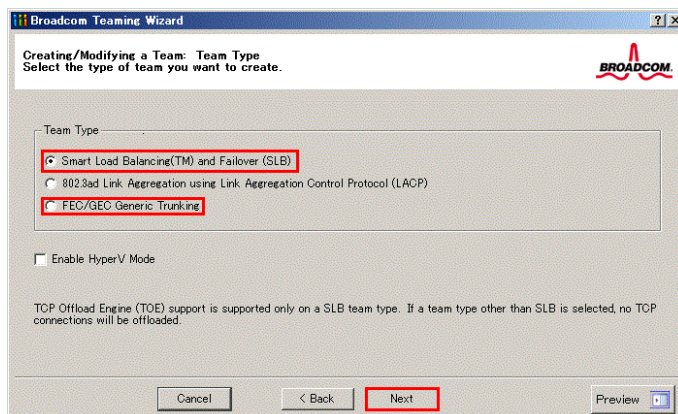 Broadcom Teaming Wizard
Creating/Modifying a Team: Team Type
Select the type of team you want to create.
BROADCOM.
Team Type
Smart Load Balancing(TM) and Failover (SLB)
802.3ad Link Aggregation using Link Aggregation Control Protocol (LACP)
FEC/GEC Generic Trunking
Enable HyperV Mode
TCP Offload Engine (TOE) support is supported only on a SLB team type. If a team type other than SLB is selected, no TCP
connections will be offloaded.
Cancel
< Back
Next
Preview